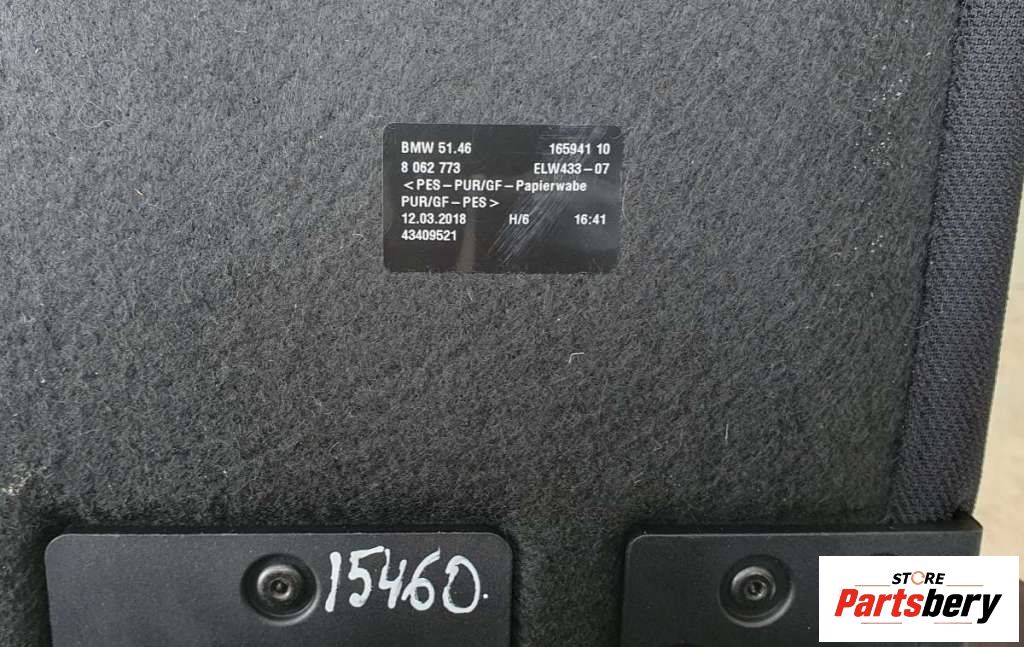 BMW 51.46 165941 10
8 062 773 ELW433-07
<PES-PUR/GF-Papierwabe
PUR/GF-PES>
12.03.2018 H/6 16:41
43409521
15460.
STORE
Partsbery